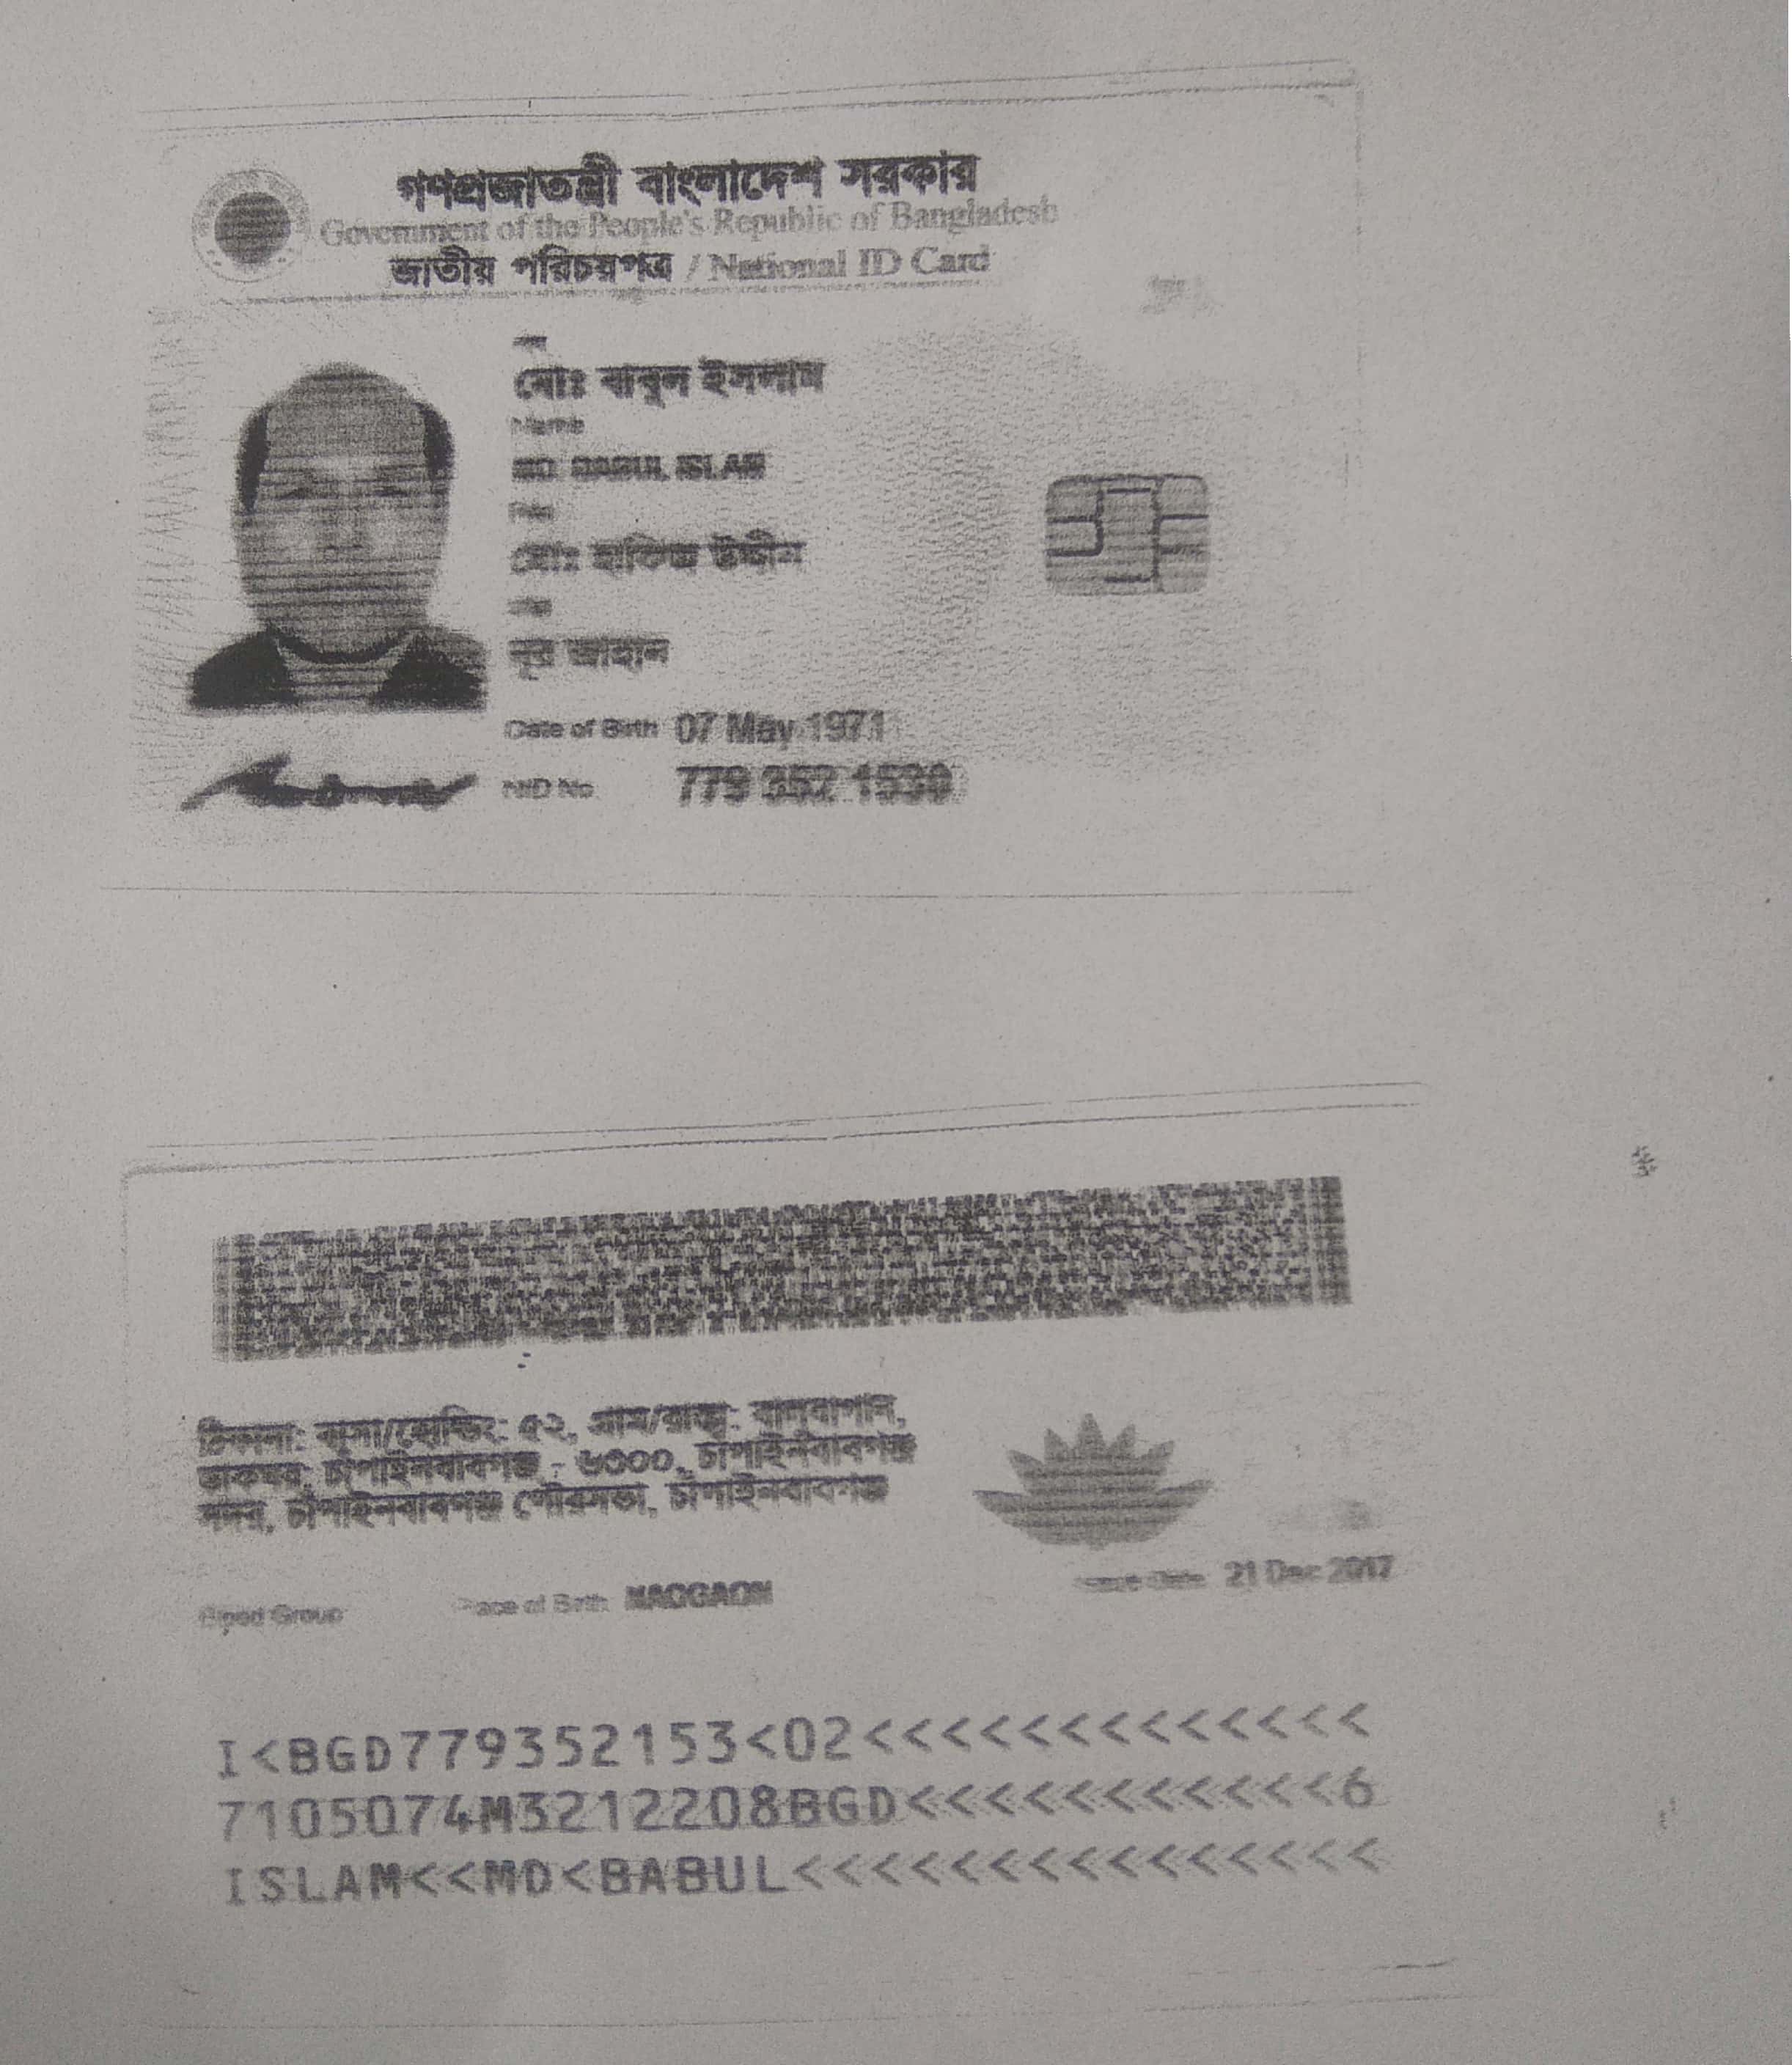 গণপ্রজাতন্ত্রী বাংলাদেশ সরকার
Government of the People's Republic of Bangladesh
জাতীয় পরিচয়পত্র / National ID Card
মোঃ বাবুল ইসলাম
Name
MD BABUL ISLAM
মোঃ উদ্দীন
নূর জাহান
Date of Birth 07 May 1971
NID No 779 352 153
ঠিকানা: বাসা/হোল্ডিং: ৫২, গ্রাম/রাস্তা:
ডাকঘর: চাঁপাইনবাবগঞ্জ - ৬৩০০, চাঁপাইনবাবগঞ্জ
সদর, চাঁপাইনবাবগঞ্জ পৌরসভা, চাঁপাইনবাবগঞ্জ
Blood Group Place of Birth NAOGAON Issue Date 21 Dec 2017
I<BGD779352153<02<<<<<<<<<<<<<<
7105074M3212208BGD<<<<<<<<<<<6
ISLAM<<MD<BABUL<<<<<<<<<<<<<<<